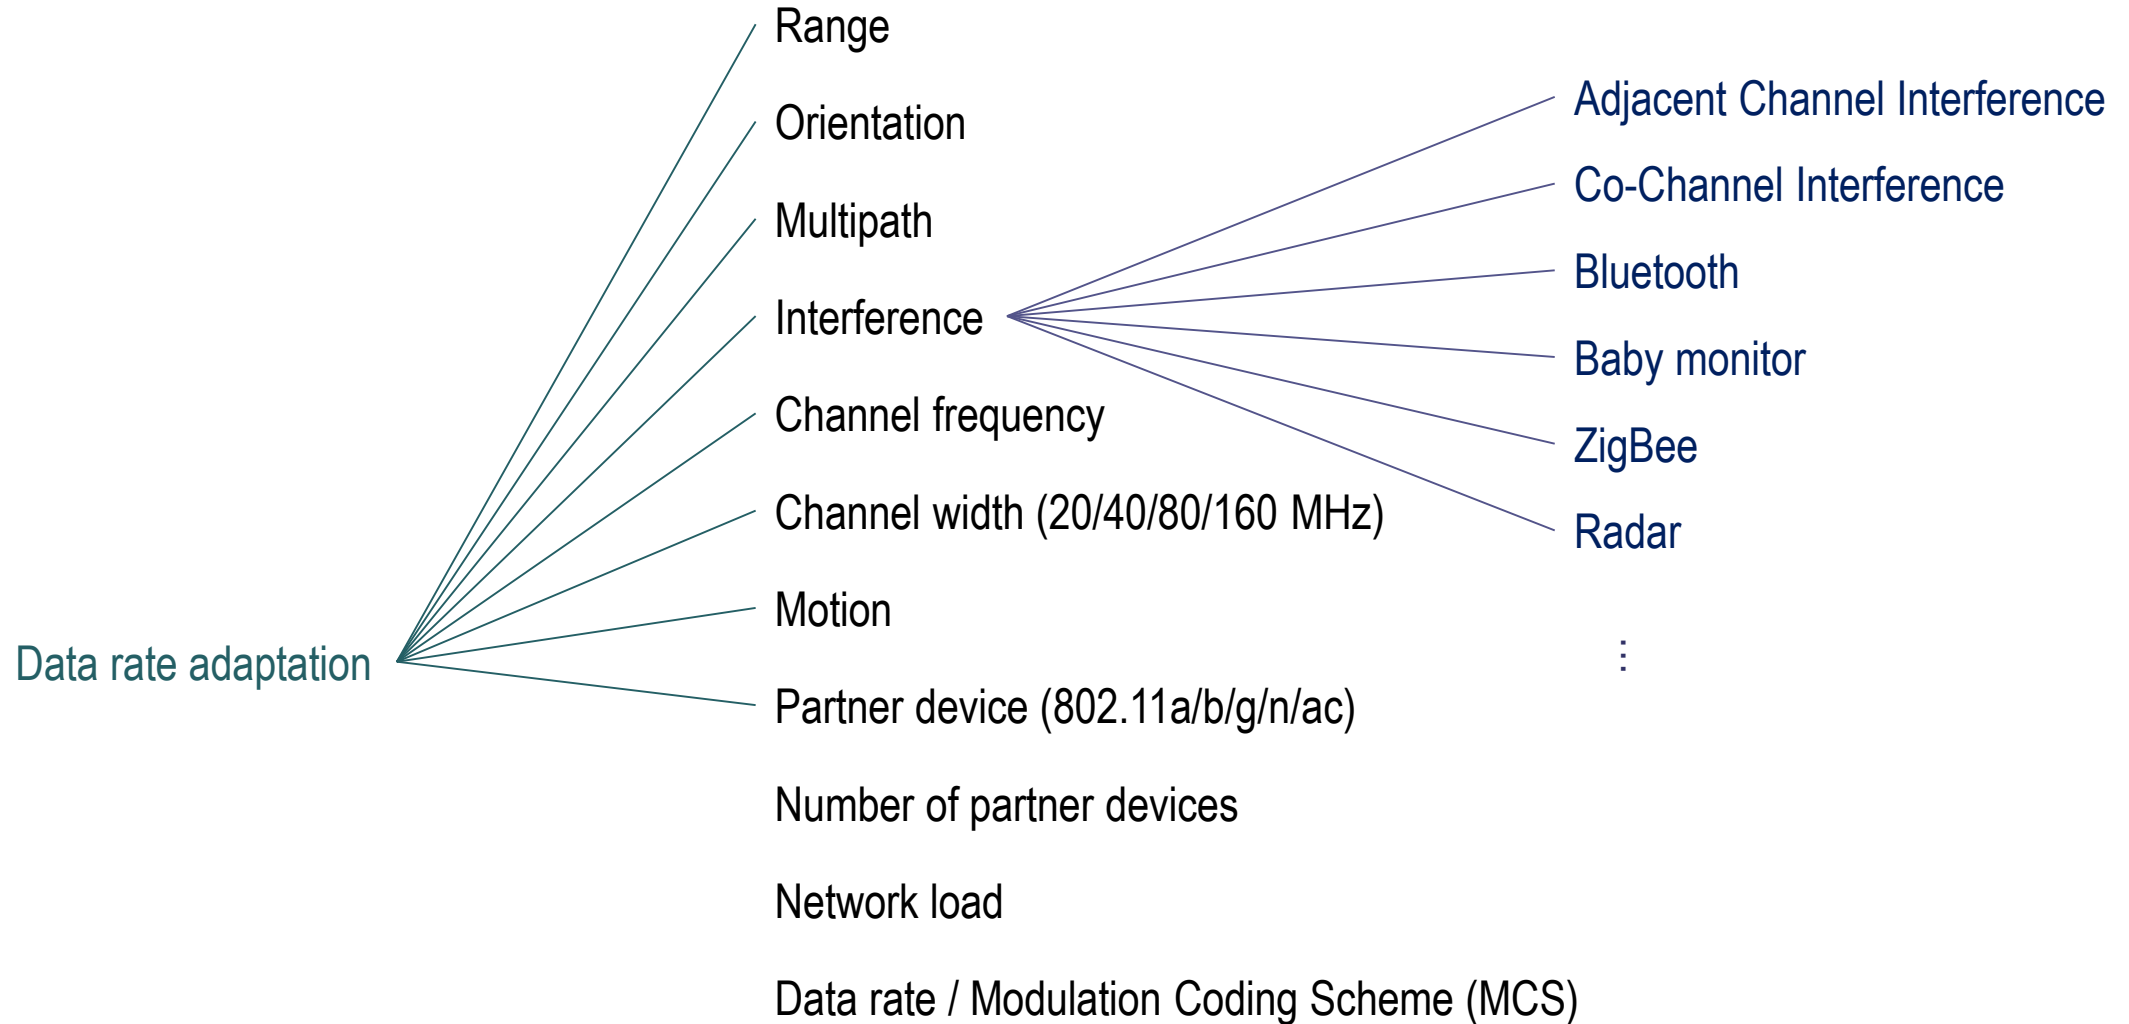 Data rate adaptation
Range
Orientation
Multipath
Interference
Channel frequency
Channel width (20/40/80/160 MHz)
Motion
Partner device (802.11a/b/g/n/ac)
Number of partner devices
Network load
Data rate / Modulation Coding Scheme (MCS)
Adjacent Channel Interference
Co-Channel Interference
Bluetooth
Baby monitor
ZigBee
Radar
⋮